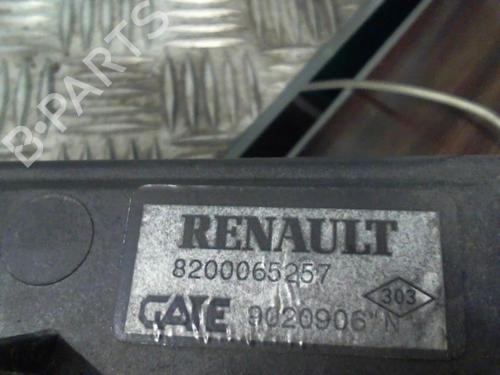 B-PARTS
RENAULT
8200065257
303
GATE 9020906"N